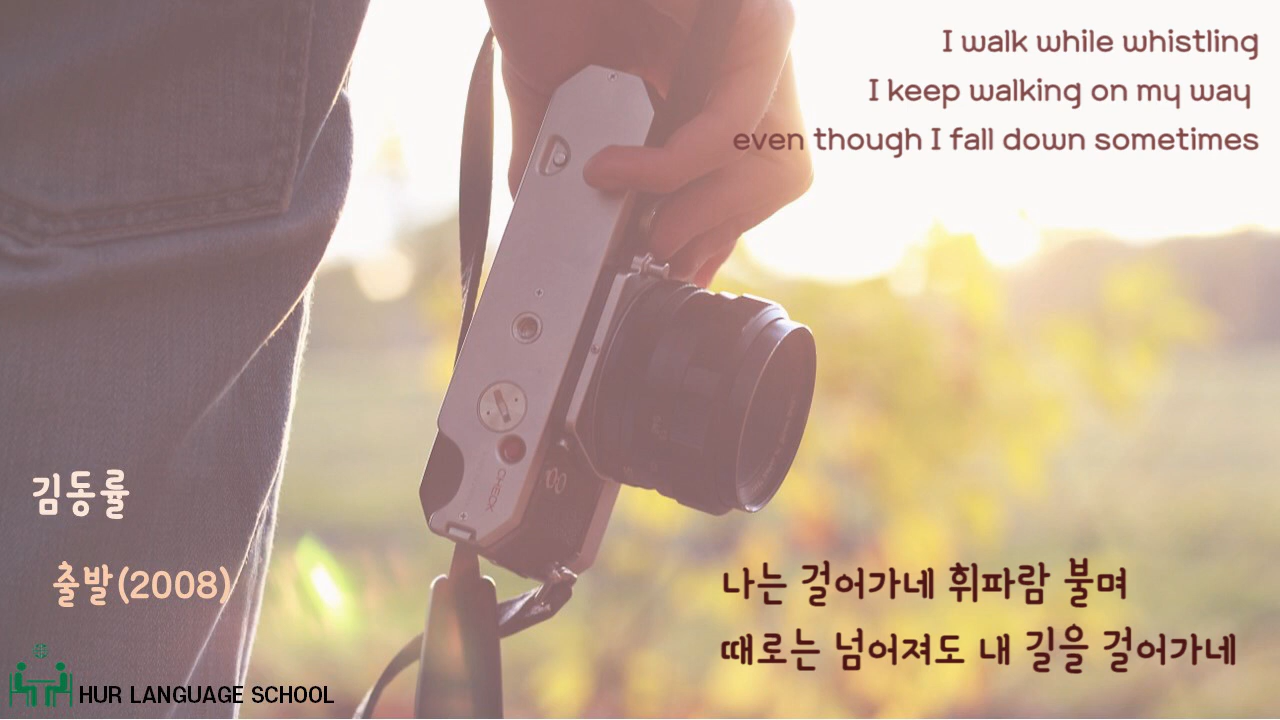 I walk while whistling
I keep walking on my way
even though I fall down sometimes
CHECK
김동률
출발(2008)
나는 걸어가네 휘파람 불며
때로는 넘어져도 내 길을 걸어가네
HUR LANGUAGE SCHOOL